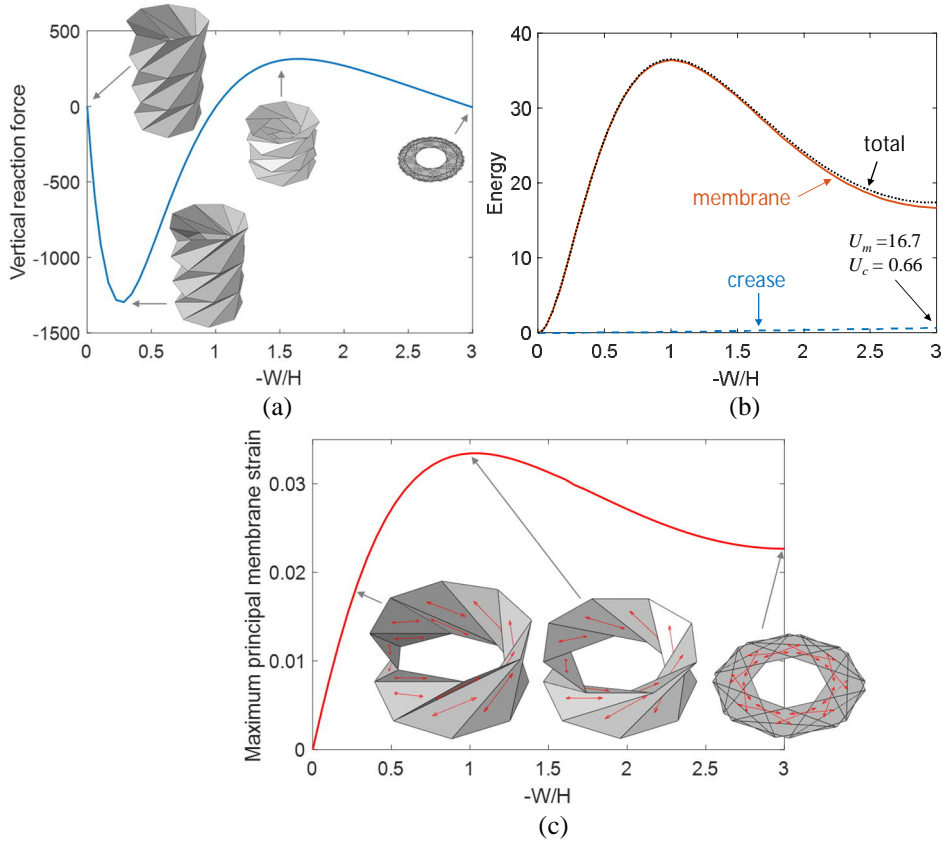 500
0
-500
-1000
-1500
Vertical reaction force
0 0.5 1 1.5 2 2.5 3
-W/H
(a)
40
30
20
10
0
Energy
total
membrane
U_m =16.7
U_c = 0.66
crease
0 0.5 1 1.5 2 2.5 3
-W/H
(b)
0.03
0.02
0.01
0
Maximum principal membrane strain
0 0.5 1 1.5 2 2.5 3
-W/H
(c)